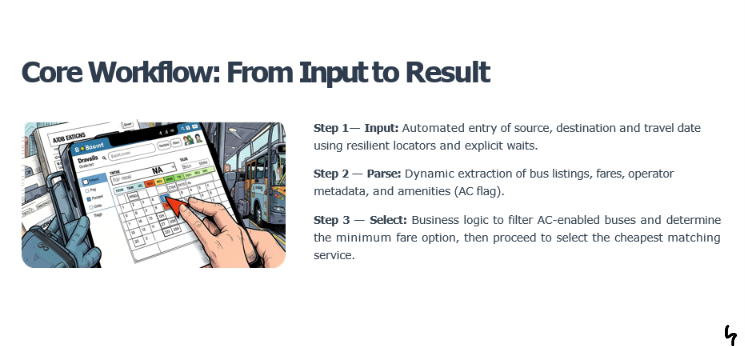 Core Workflow: From Input to Result
Step 1— Input: Automated entry of source, destination and travel date
using resilient locators and explicit waits.
Step 2 — Parse: Dynamic extraction of bus listings, fares, operator
metadata, and amenities (AC flag).
Step 3 — Select: Business logic to filter AC-enabled buses and determine
the minimum fare option, then proceed to select the cheapest matching
service.
NA